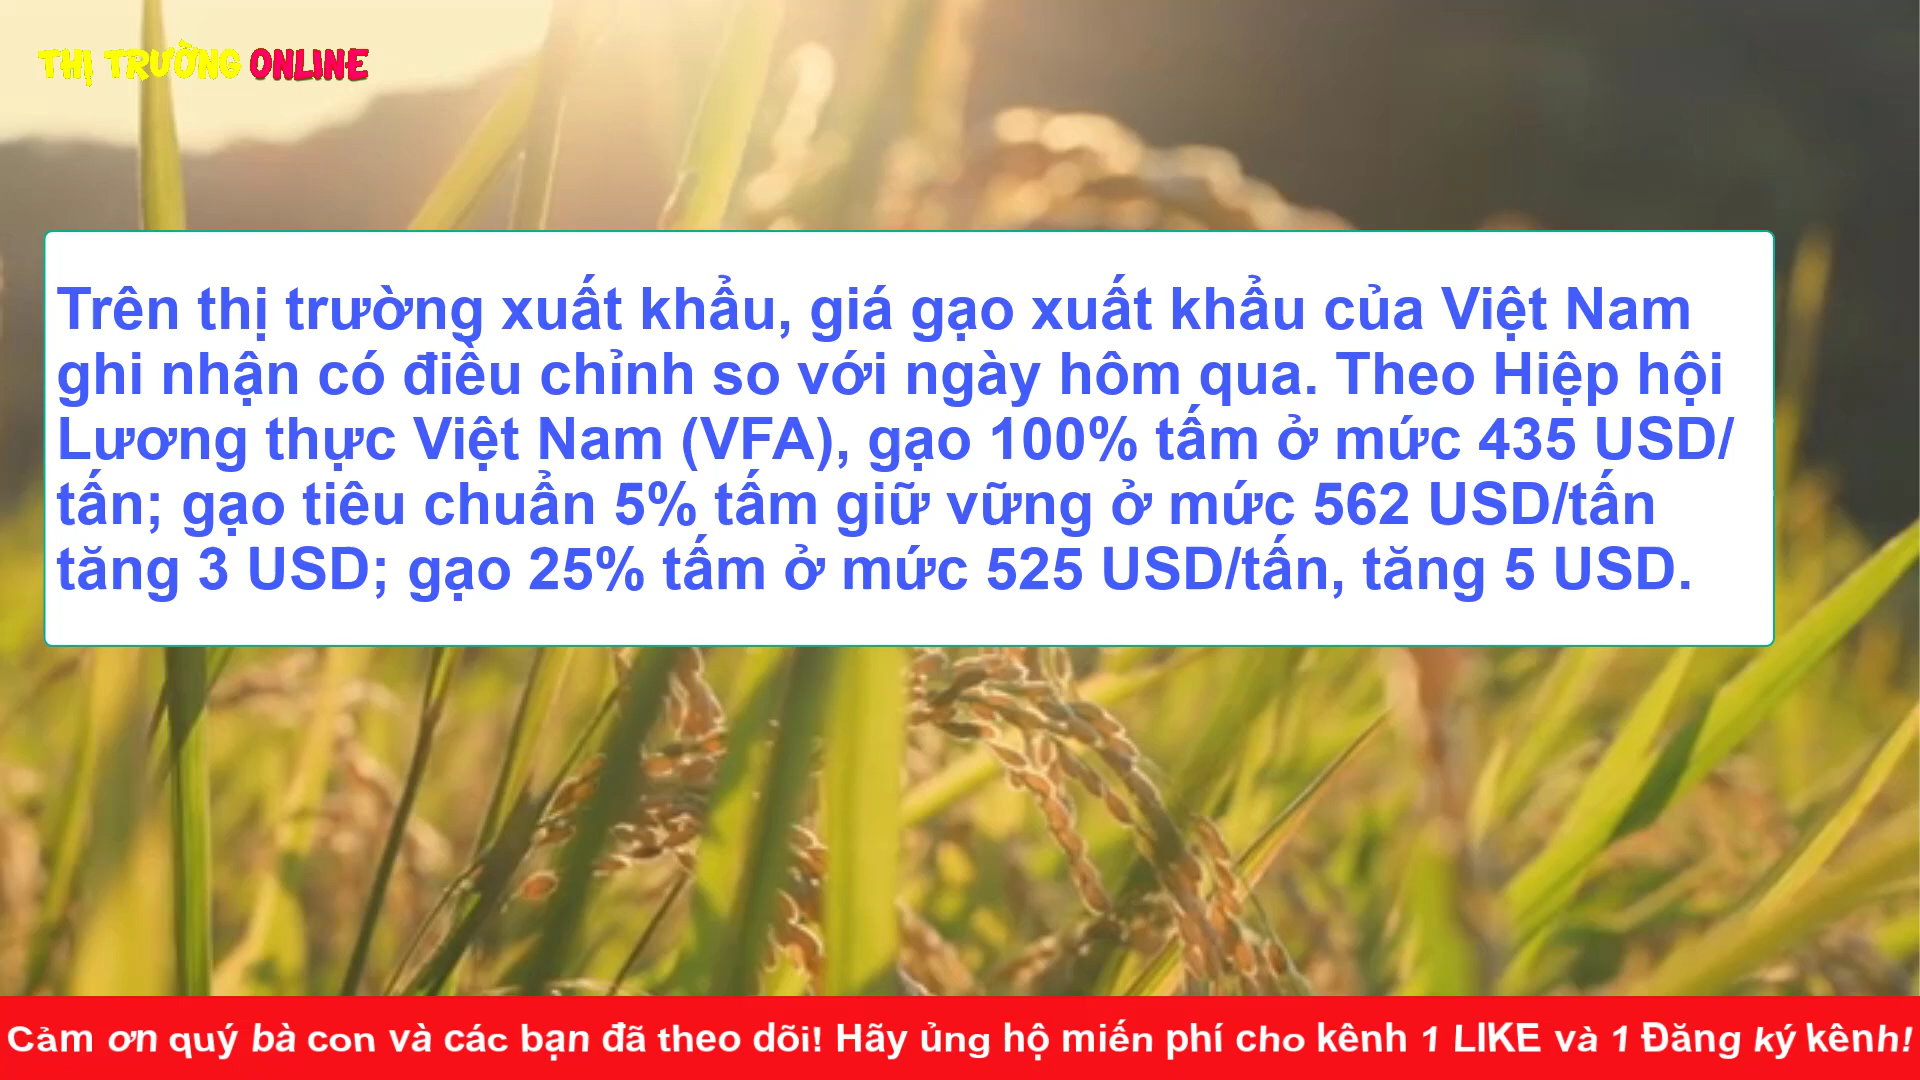 THỊ TRƯỜNG ONLINE
Trên thị trường xuất khẩu, giá gạo xuất khẩu của Việt Nam
ghi nhận có điều chỉnh so với ngày hôm qua. Theo Hiệp hội
Lương thực Việt Nam (VFA), gạo 100% tấm ở mức 435 USD/
tấn; gạo tiêu chuẩn 5% tấm giữ vững ở mức 562 USD/tấn
tăng 3 USD; gạo 25% tấm ở mức 525 USD/tấn, tăng 5 USD.
Cảm ơn quý bà con và các bạn đã theo dõi! Hãy ủng hộ miến phí cho kênh 1 LIKE và 1 Đăng ký kênh!